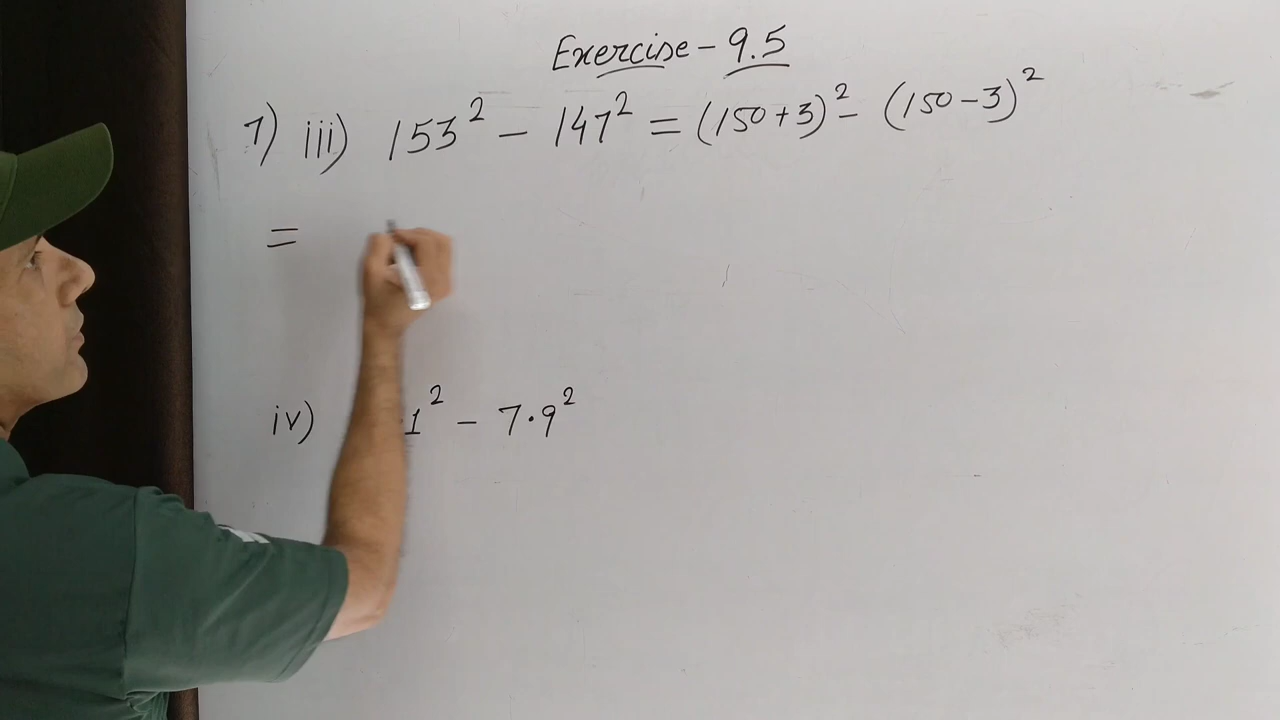 Exercise - 9.5
7) iii) 153² - 147² = (150 + 3)² - (150 - 3)²
=
iv) .1² - 7.9²